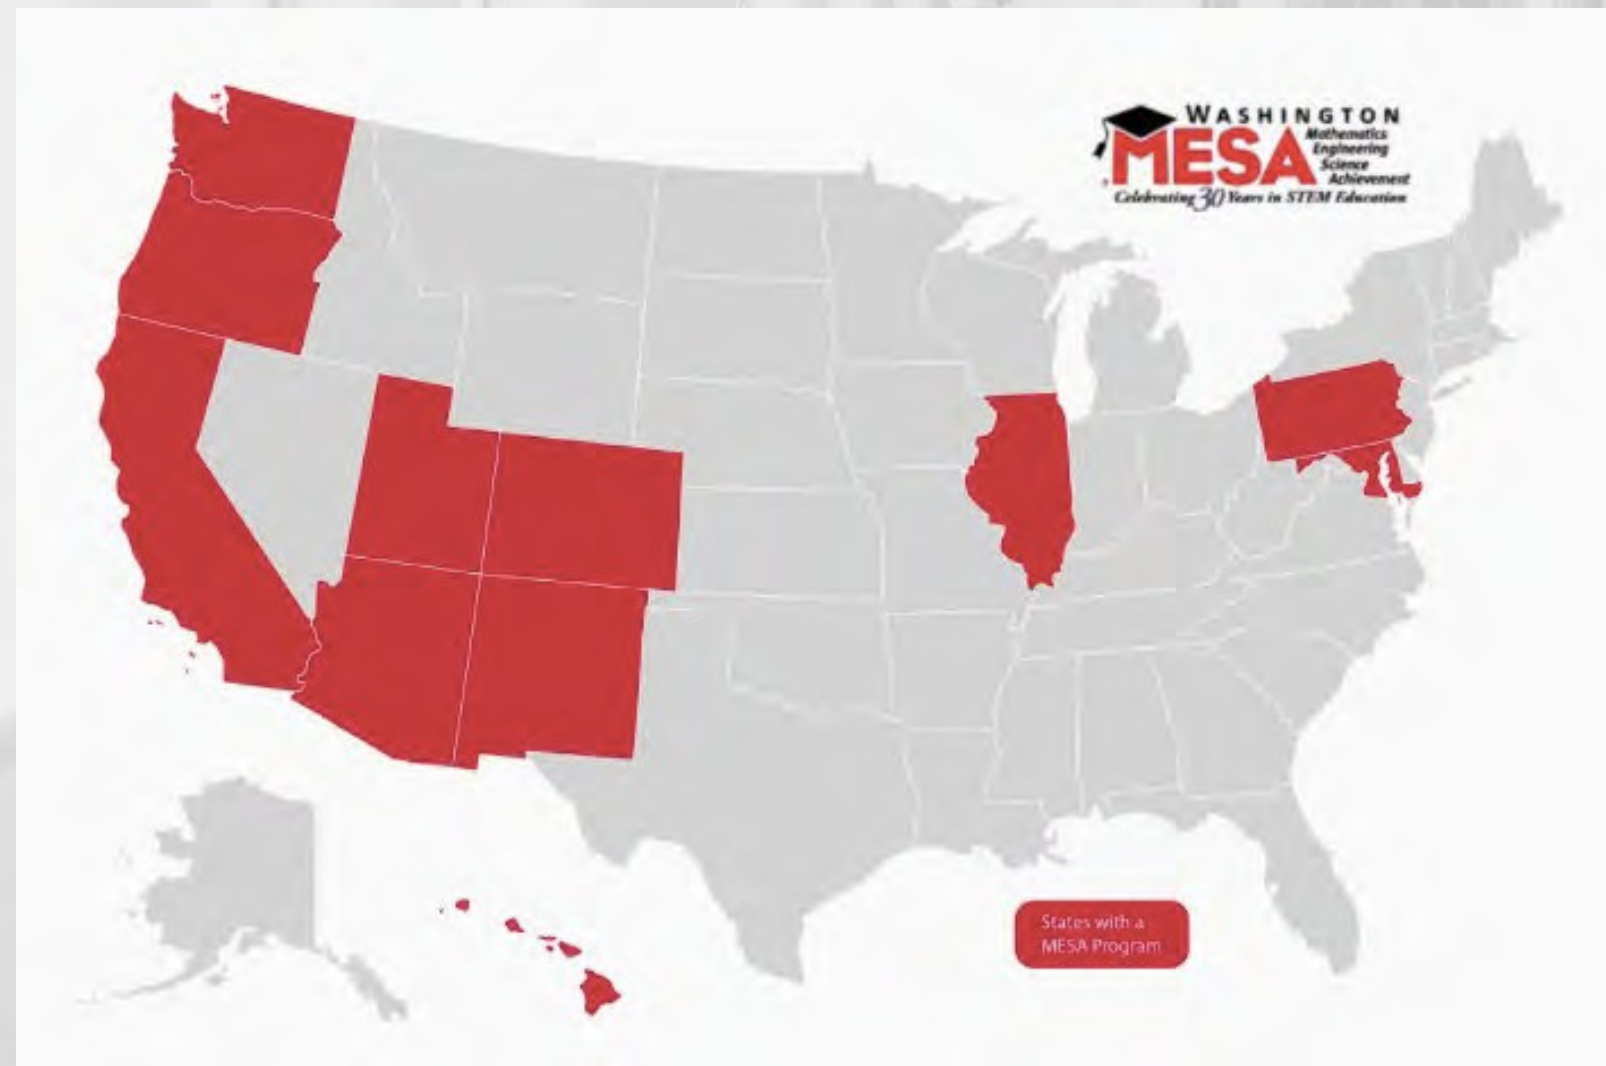 WASHINGTON
MESA
Mathematics
Engineering
Science
Achievement
Celebrating 30 Years in STEM Education
States with a
MESA Program